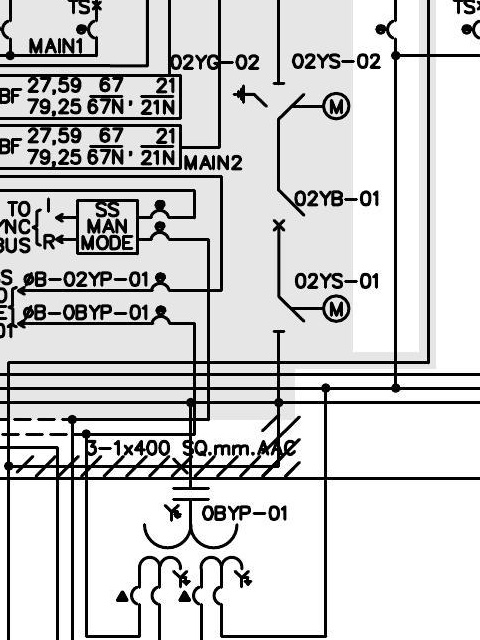 TS*
TS*
MAIN1
02YG-02
02YS-02
BF 27,59 67 21
79,25 67N, 21N
M
BF 27,59 67 21
79,25 67N, 21N
MAIN2
02YB-01
TO I SS
YNC MAN
BUS R MODE
ØB-02YP-01
02YS-01
M
ØB-0BYP-01
01
3-1x400 SQ.mm.AAC
0BYP-01